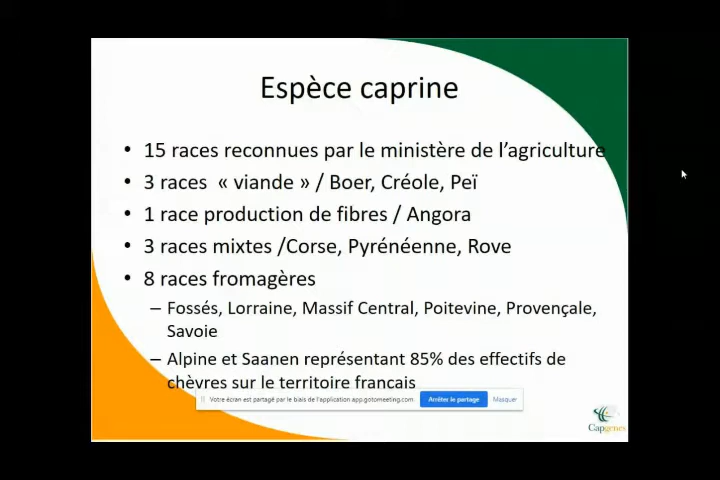 Espèce caprine
• 15 races reconnues par le ministère de l'agriculture
• 3 races « viande » / Boer, Créole, Peï
• 1 race production de fibres / Angora
• 3 races mixtes /Corse, Pyrénéenne, Rove
• 8 races fromagères
– Fossés, Lorraine, Massif Central, Poitevine, Provençale,
Savoie
– Alpine et Saanen représentant 85% des effectifs de
chèvres sur le territoire français
Votre écran est partagé par le biais de l'application app.gotomeeting.com.
Arrêter le partage
Masquer
Capgenes